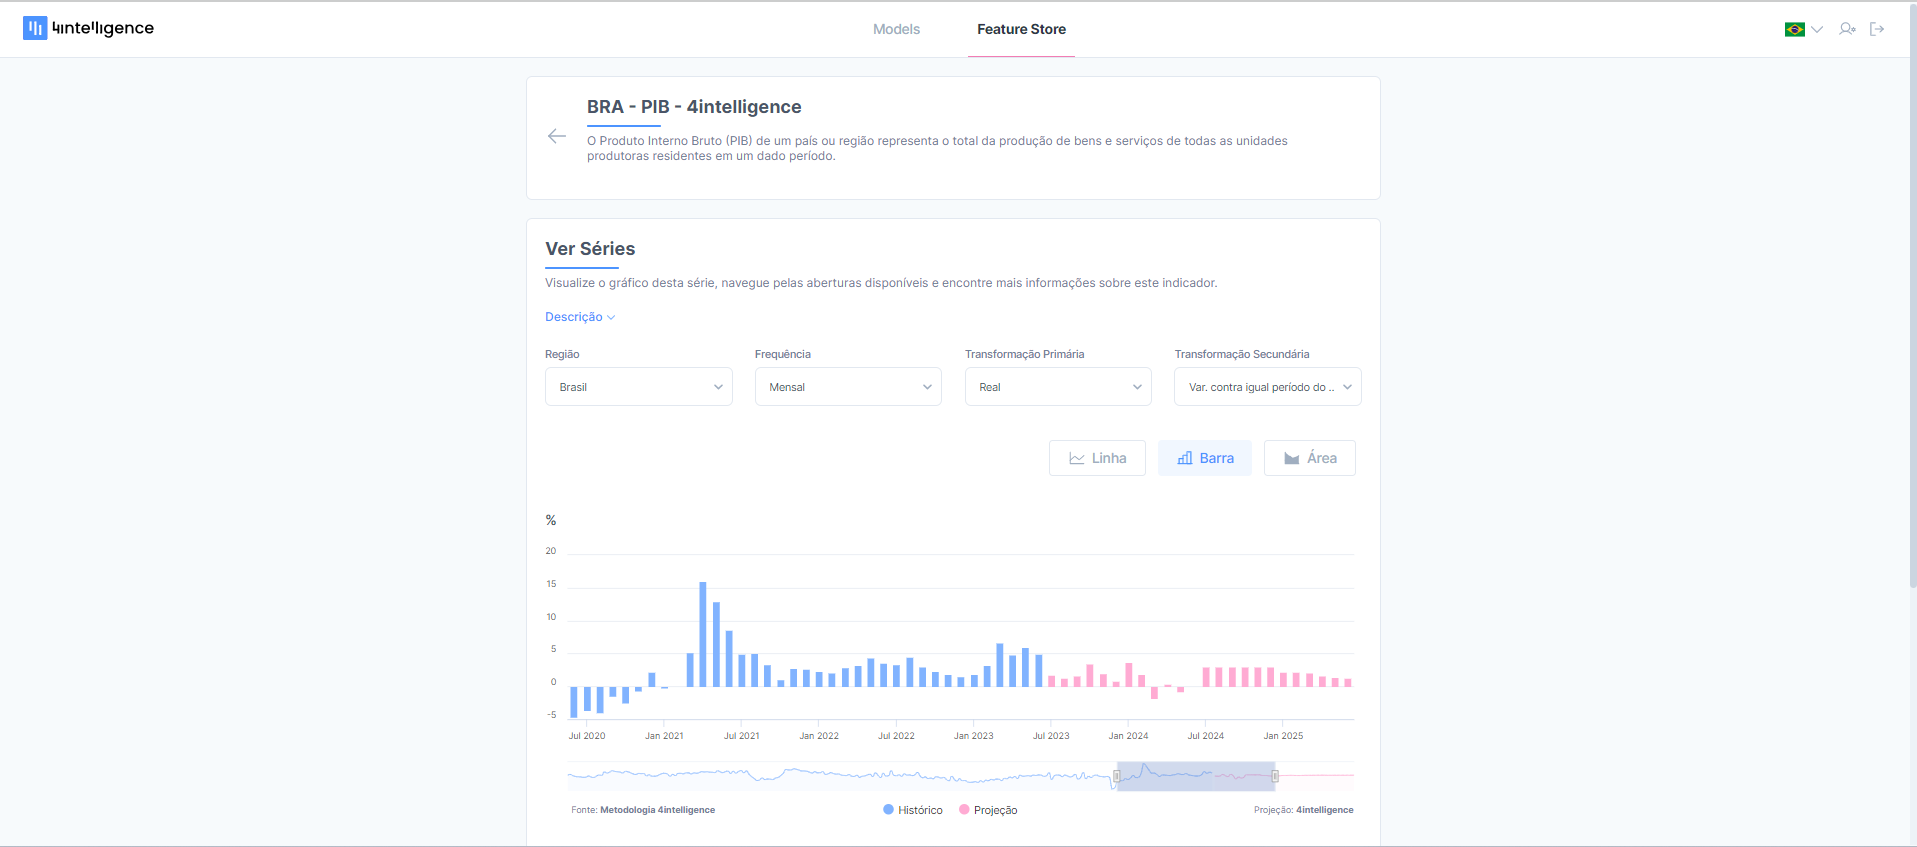 4intelligence
Models
Feature Store
BRA - PIB - 4intelligence
O Produto Interno Bruto (PIB) de um país ou região representa o total da produção de bens e serviços de todas as unidades
produtoras residentes em um dado período.
Ver Séries
Visualize o gráfico desta série, navegue pelas aberturas disponíveis e encontre mais informações sobre este indicador.
Descrição
Região
Frequência
Transformação Primária
Transformação Secundária
Brasil
Mensal
Real
Var. contra igual período do ..
Linha
Barra
Área
%
20
15
10
5
0
-5
Jul 2020
Jan 2021
Jul 2021
Jan 2022
Jul 2022
Jan 2023
Jul 2023
Jan 2024
Jul 2024
Jan 2025
Fonte: Metodologia 4intelligence
Histórico
Projeção
Projeção: 4intelligence